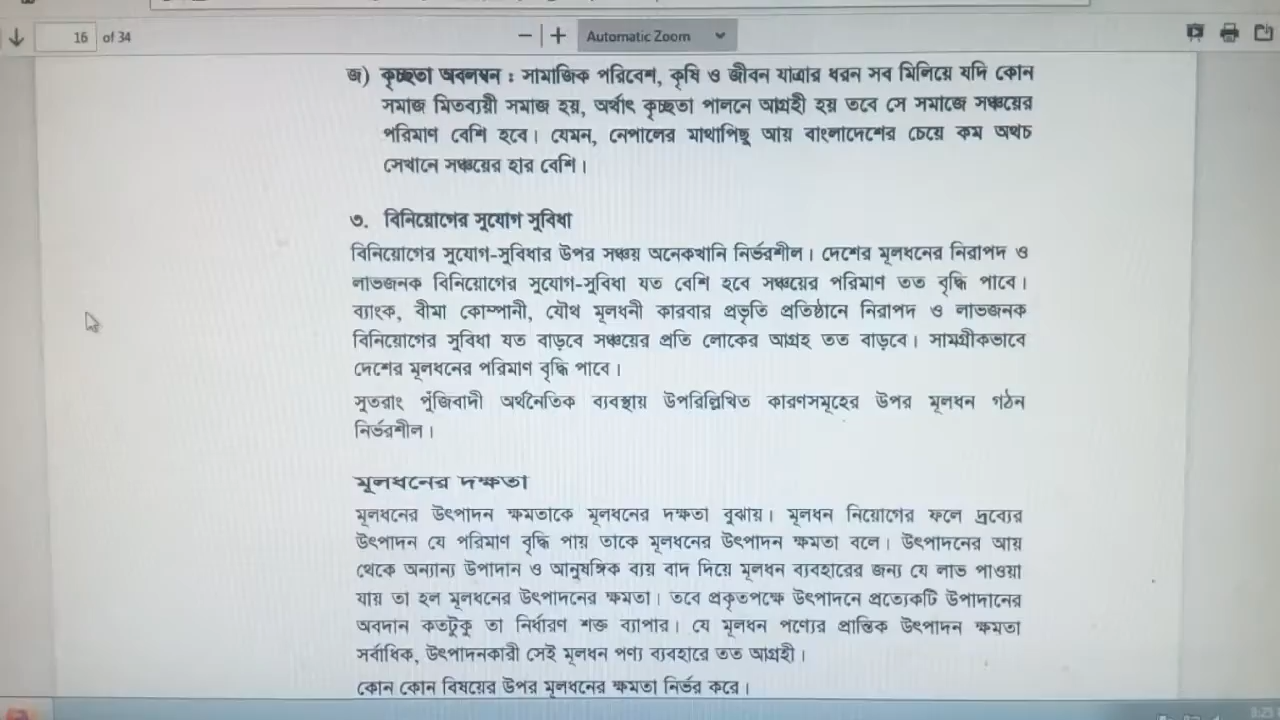 16 of 34
Automatic Zoom
জ) কৃচ্ছতা অবলম্বন : সামাজিক পরিবেশ, কৃষি ও জীবন যাত্রার ধরন সব মিলিয়ে যদি কোন
সমাজ মিতব্যয়ী সমাজ হয়, অর্থাৎ কৃচ্ছতা পালনে আগ্রহী হয় তবে সে সমাজে সঞ্চয়ের
পরিমাণ বেশি হবে। যেমন, নেপালের মাথাপিছু আয় বাংলাদেশের চেয়ে কম অথচ
সেখানে সঞ্চয়ের হার বেশি।
৩. বিনিয়োগের সুযোগ সুবিধা
বিনিয়োগের সুযোগ-সুবিধার উপর সঞ্চয় অনেকখানি নির্ভরশীল। দেশের মূলধনের নিরাপদ ও
লাভজনক বিনিয়োগের সুযোগ-সুবিধা যত বেশি হবে সঞ্চয়ের পরিমাণ তত বৃদ্ধি পাবে।
ব্যাংক, বীমা কোম্পানী, যৌথ মূলধনী কারবার প্রভৃতি প্রতিষ্ঠানে নিরাপদ ও লাভজনক
বিনিয়োগের সুবিধা যত বাড়বে সঞ্চয়ের প্রতি লোকের আগ্রহ তত বাড়বে। সামগ্রীকভাবে
দেশের মূলধনের পরিমাণ বৃদ্ধি পাবে।
সুতরাং পুঁজিবাদী অর্থনৈতিক ব্যবস্থায় উপরিল্লিখিত কারণসমূহের উপর মূলধন গঠন
নির্ভরশীল।
মূলধনের দক্ষতা
মূলধনের উৎপাদন ক্ষমতাকে মূলধনের দক্ষতা বুঝায়। মূলধন নিয়োগের ফলে দ্রব্যের
উৎপাদন যে পরিমাণ বৃদ্ধি পায় তাকে মূলধনের উৎপাদন ক্ষমতা বলে। উৎপাদনের আয়
থেকে অন্যান্য উপাদান ও আনুষঙ্গিক ব্যয় বাদ দিয়ে মূলধন ব্যবহারের জন্য যে লাভ পাওয়া
যায় তা হল মূলধনের উৎপাদনের ক্ষমতা। তবে প্রকৃতপক্ষে উৎপাদনে প্রত্যেকটি উপাদানের
অবদান কতটুকু তা নির্ধারণ শক্ত ব্যাপার। যে মূলধন পণ্যের প্রান্তিক উৎপাদন ক্ষমতা
সর্বাধিক, উৎপাদনকারী সেই মূলধন পণ্য ব্যবহারে তত আগ্রহী।
কোন কোন বিষয়ের উপর মূলধনের ক্ষমতা নির্ভর করে।